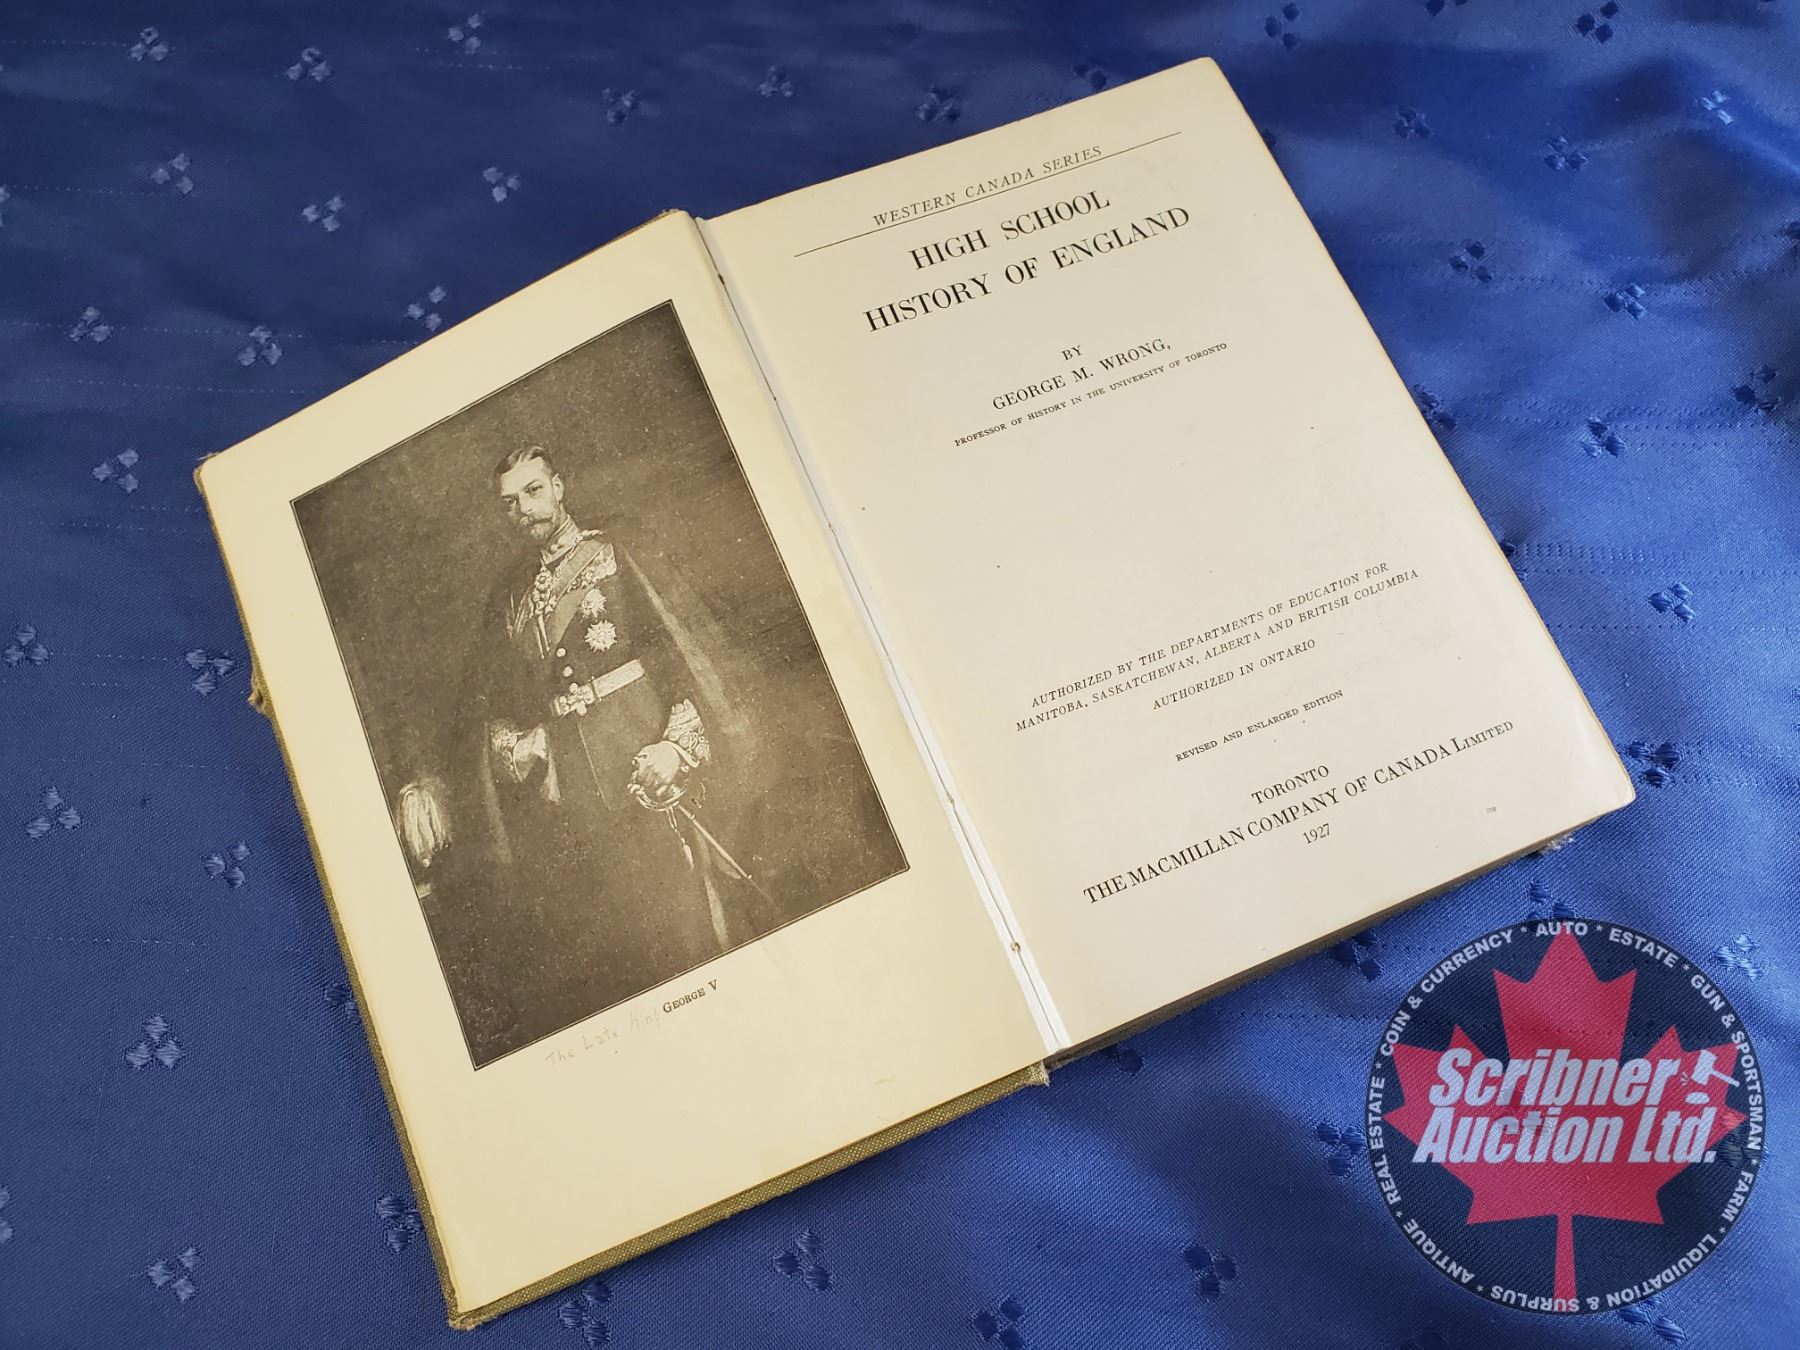 GEORGE V
The Late King
WESTERN CANADA SERIES
HIGH SCHOOL
HISTORY OF ENGLAND
BY
GEORGE M. WRONG,
PROFESSOR OF HISTORY IN THE UNIVERSITY OF TORONTO
AUTHORIZED BY THE DEPARTMENTS OF EDUCATION FOR
MANITOBA, SASKATCHEWAN, ALBERTA AND BRITISH COLUMBIA
AUTHORIZED IN ONTARIO
REVISED AND ENLARGED EDITION
TORONTO
THE MACMILLAN COMPANY OF CANADA LIMITED
1927
* REAL ESTATE * COIN & CURRENCY * AUTO * ESTATE * GUN & SPORTSMAN * FARM * LIQUIDATION & SURPLUS * ANTIQUE
Scribner
Auction Ltd.